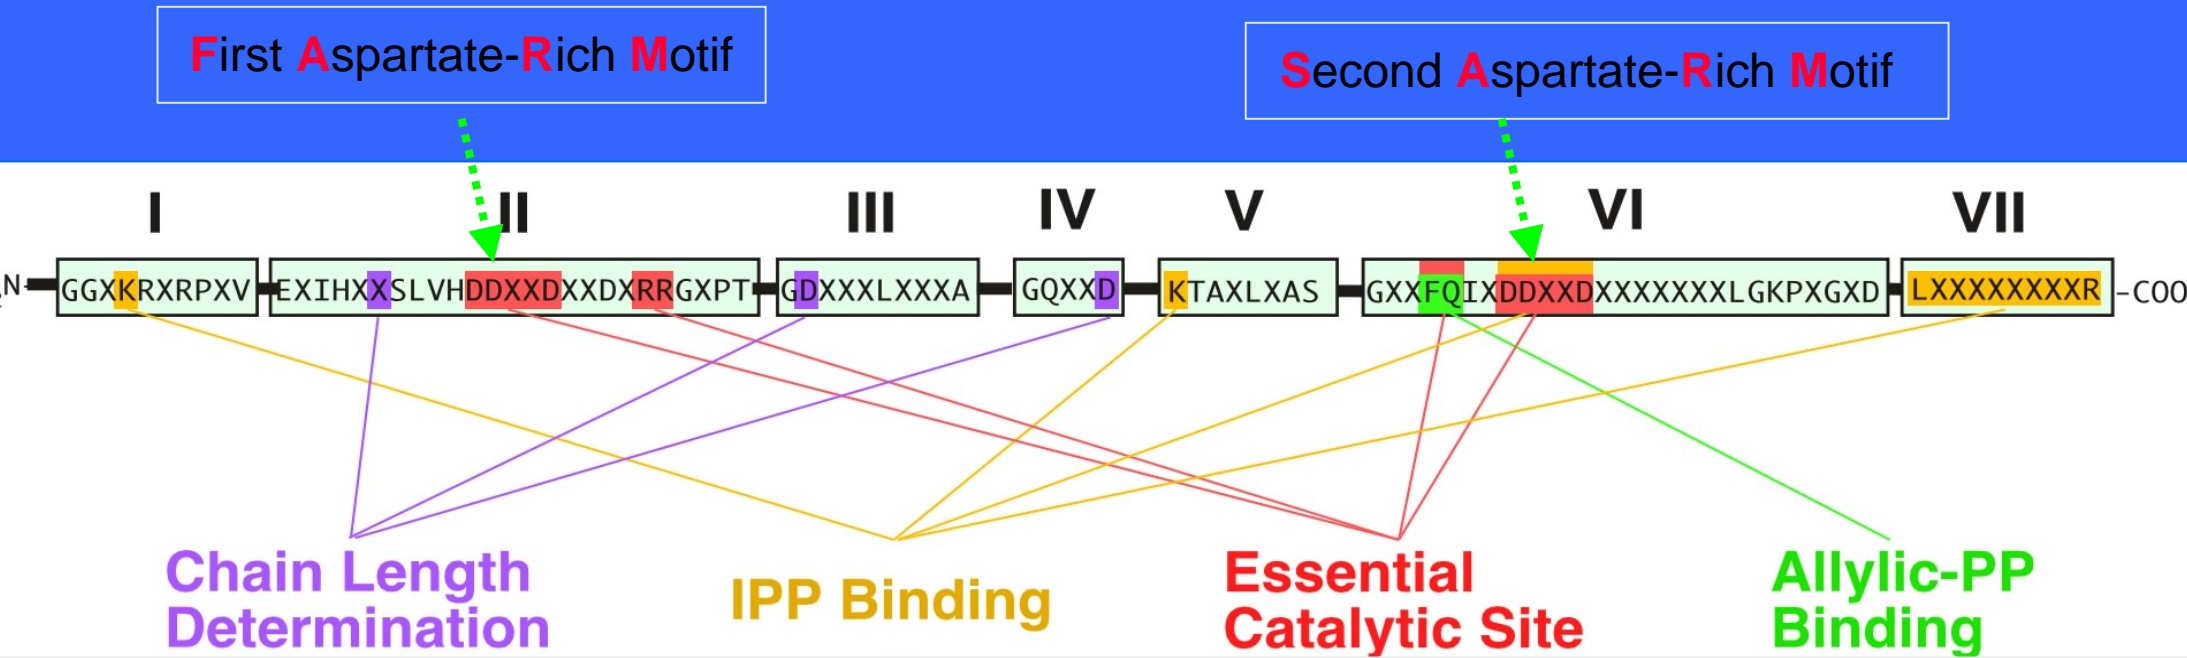 First Aspartate-Rich Motif
Second Aspartate-Rich Motif
I II III IV V VI VII
N- GGXKRXRPXV EXIHXXSLVHDDXXDXXDXRRGXPT GDXXXLXXXA GQXXD KTAXLXAS GXXFQIXDDXXDXXXXXXXLGKPXGXD LXXXXXXXXR -COO
Chain Length
Determination
IPP Binding
Essential
Catalytic Site
Allylic-PP
Binding